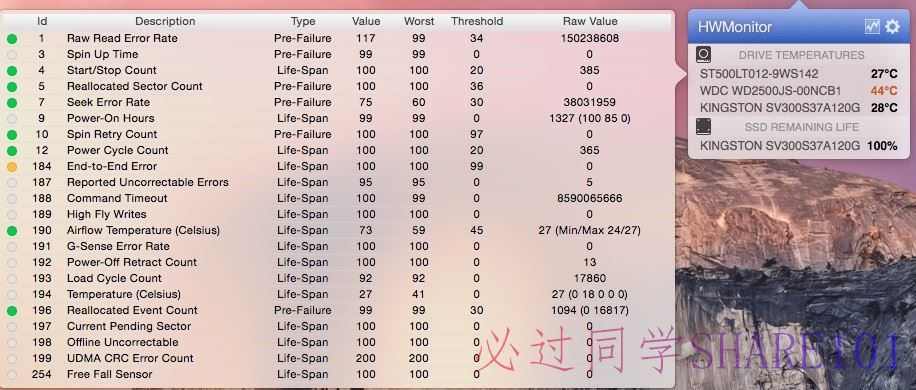 Id Description Type Value Worst Threshold Raw Value
1 Raw Read Error Rate Pre-Failure 117 99 34 150238608
3 Spin Up Time Pre-Failure 99 99 0 0
4 Start/Stop Count Life-Span 100 100 20 385
5 Reallocated Sector Count Pre-Failure 100 100 36 0
7 Seek Error Rate Pre-Failure 75 60 30 38031959
9 Power-On Hours Life-Span 99 99 0 1327 (100 85 0)
10 Spin Retry Count Pre-Failure 100 100 97 0
12 Power Cycle Count Life-Span 100 100 20 365
184 End-to-End Error Life-Span 100 100 99 0
187 Reported Uncorrectable Errors Life-Span 95 95 0 5
188 Command Timeout Life-Span 100 99 0 8590065666
189 High Fly Writes Life-Span 100 100 0 0
190 Airflow Temperature (Celsius) Life-Span 73 59 45 27 (Min/Max 24/27)
191 G-Sense Error Rate Life-Span 100 100 0 0
192 Power-Off Retract Count Life-Span 100 100 0 13
193 Load Cycle Count Life-Span 92 92 0 17860
194 Temperature (Celsius) Life-Span 27 41 0 27 (0 18 0 0 0)
196 Reallocated Event Count Pre-Failure 99 99 30 1094 (0 16817)
197 Current Pending Sector Life-Span 100 100 0 0
198 Offline Uncorrectable Life-Span 100 100 0 0
199 UDMA CRC Error Count Life-Span 200 200 0 0
254 Free Fall Sensor Life-Span 100 100 0 0
HWMonitor
DRIVE TEMPERATURES
ST500LT012-9WS142 27°C
WDC WD2500JS-00NCB1 44°C
KINGSTON SV300S37A120G 28°C
SSD REMAINING LIFE
KINGSTON SV300S37A120G 100%
必过同学SHARE101